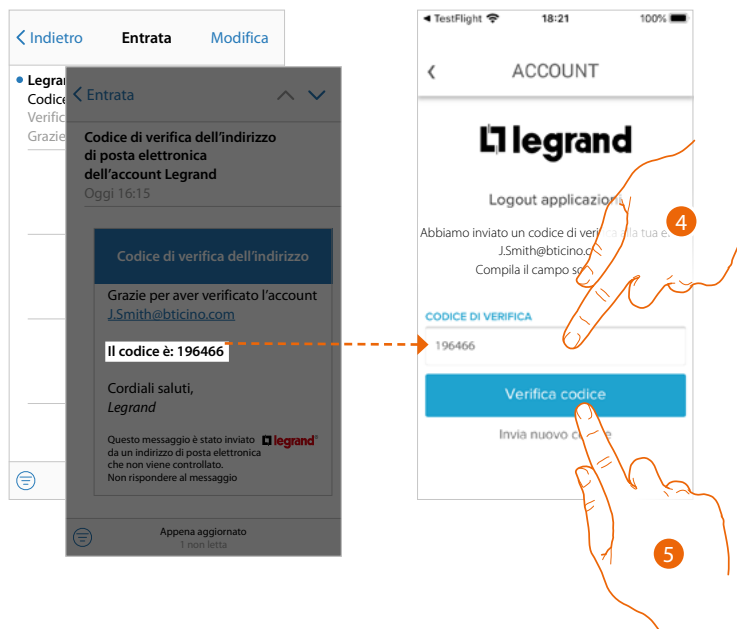 Indietro
Entrata
Modifica
Codice
Grazie
Entrata
Codice di verifica dell'indirizzo
di posta elettronica
dell'account Legrand
Oggi 16:15
Codice di verifica dell'indirizzo
Grazie per aver verificato l'account
J.Smith@bticino.com
Il codice è: 196466
Cordiali saluti,
Legrand
Questo messaggio è stato inviato
da un indirizzo di posta elettronica
che non viene controllato.
Non rispondere al messaggio
legrand®
Appena aggiornato
1 non letta
TestFlight
18:21
100%
ACCOUNT
legrand
Logout applicazion
Abbiamo inviato un codice di verifica alla tua e
J.Smith@bticino.c
Compila il campo so
CODICE DI VERIFICA
196466
Verifica codice
Invia nuovo codice
4
5